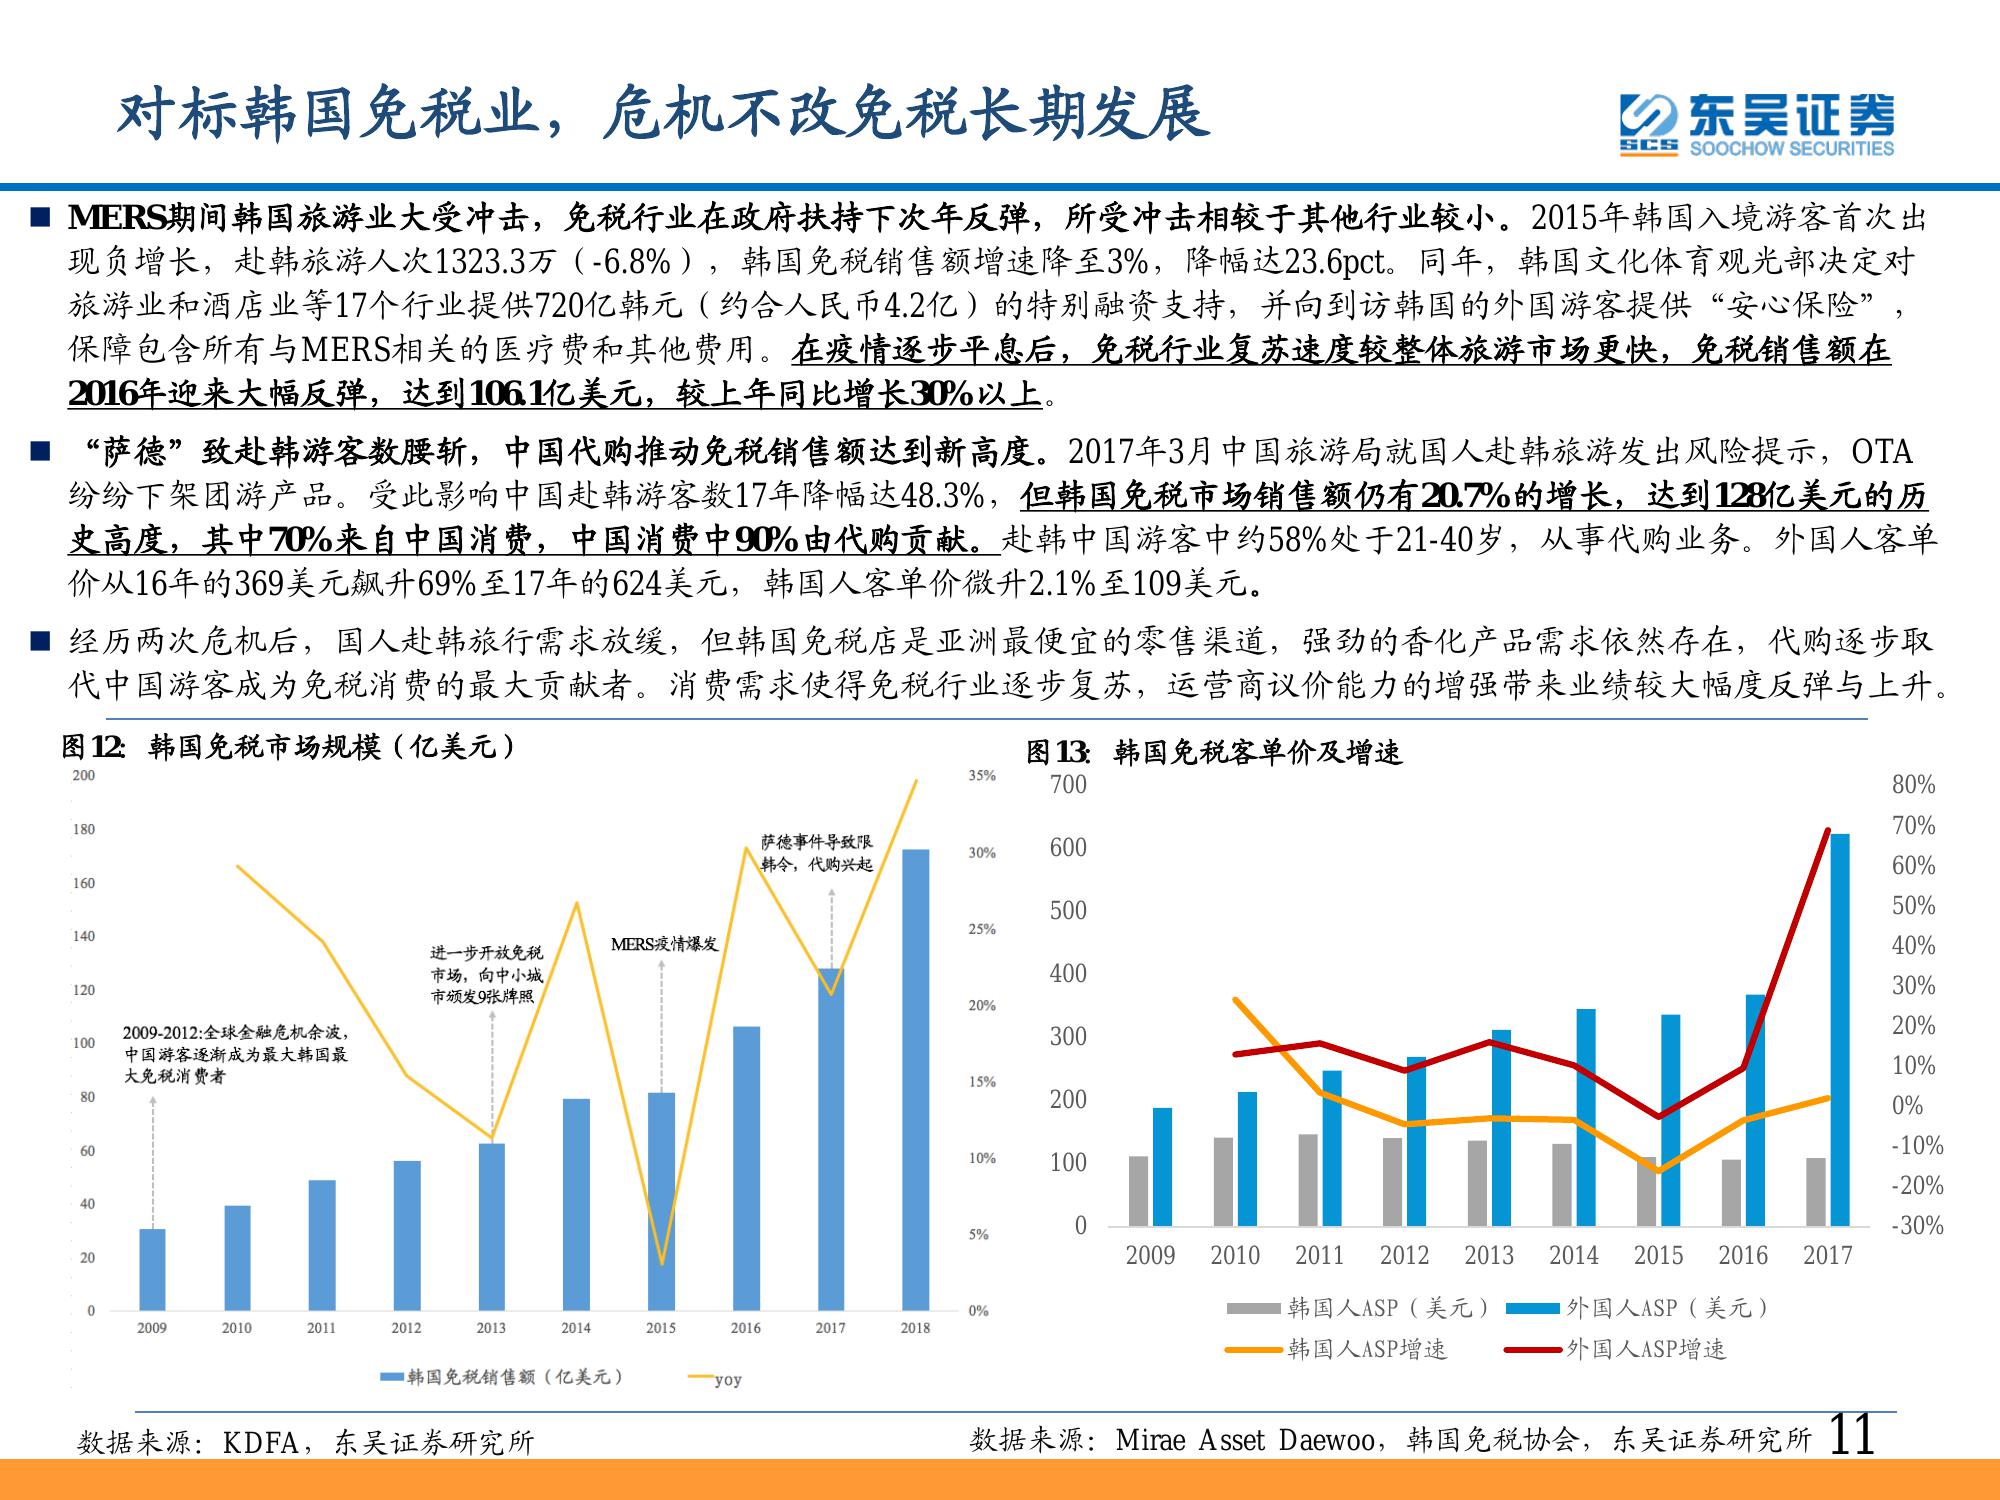 对标韩国免税业，危机不改免税长期发展
东吴证券
SCS
SOOCHOW SECURITIES
MERS期间韩国旅游业大受冲击，免税行业在政府扶持下次年反弹，所受冲击相较于其他行业较小。2015年韩国入境游客首次出
现负增长，赴韩旅游人次1323.3万（-6.8%），韩国免税销售额增速降至3%，降幅达23.6pct。同年，韩国文化体育观光部决定对
旅游业和酒店业等17个行业提供720亿韩元（约合人民币4.2亿）的特别融资支持，并向到访韩国的外国游客提供“安心保险”，
保障包含所有与MERS相关的医疗费和其他费用。在疫情逐步平息后，免税行业复苏速度较整体旅游市场更快，免税销售额在
2016年迎来大幅反弹，达到106.1亿美元，较上年同比增长30%以上。
“萨德”致赴韩游客数腰斩，中国代购推动免税销售额达到新高度。2017年3月中国旅游局就国人赴韩旅游发出风险提示，OTA
纷纷下架团游产品。受此影响中国赴韩游客数17年降幅达48.3%，但韩国免税市场销售额仍有20.7%的增长，达到128亿美元的历
史高度，其中70%来自中国消费，中国消费中90%由代购贡献。赴韩中国游客中约58%处于21-40岁，从事代购业务。外国人客单
价从16年的369美元飙升69%至17年的624美元，韩国人客单价微升2.1%至109美元。
经历两次危机后，国人赴韩旅行需求放缓，但韩国免税店是亚洲最便宜的零售渠道，强劲的香化产品需求依然存在，代购逐步取
代中国游客成为免税消费的最大贡献者。消费需求使得免税行业逐步复苏，运营商议价能力的增强带来业绩较大幅度反弹与上升。
图12：韩国免税市场规模（亿美元）
200
180
160
140
120
100
80
60
40
20
0
35%
30%
25%
20%
15%
10%
5%
0%
2009-2012:全球金融危机余波，
中国游客逐渐成为最大韩国最
大免税消费者
进一步开放免税
市场，向中小城
市颁发9张牌照
MERS疫情爆发
萨德事件导致限
韩令，代购兴起
2009 2010 2011 2012 2013 2014 2015 2016 2017 2018
韩国免税销售额（亿美元） yoy
图13：韩国免税客单价及增速
700
600
500
400
300
200
100
0
80%
70%
60%
50%
40%
30%
20%
10%
0%
-10%
-20%
-30%
2009 2010 2011 2012 2013 2014 2015 2016 2017
韩国人ASP（美元） 外国人ASP（美元）
韩国人ASP增速 外国人ASP增速
数据来源：KDFA，东吴证券研究所
数据来源：Mirae Asset Daewoo，韩国免税协会，东吴证券研究所
11